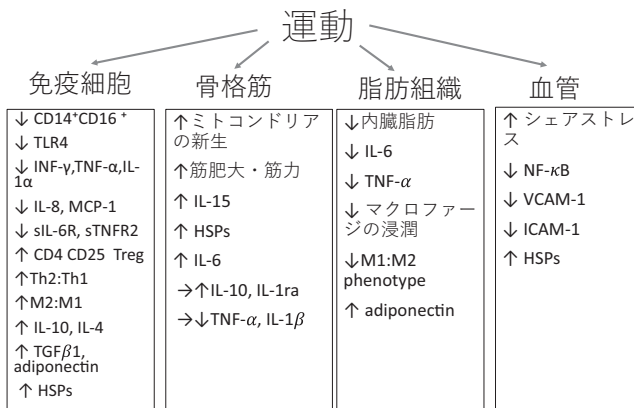 運動
免疫細胞
↓ CD14⁺CD16 ⁺
↓ TLR4
↓ INF-γ,TNF-α,IL-
1α
↓ IL-8, MCP-1
↓ sIL-6R, sTNFR2
↑ CD4 CD25 Treg
↑Th2:Th1
↑M2:M1
↑ IL-10, IL-4
↑ TGFβ1,
adiponectin
↑ HSPs
骨格筋
↑ミトコンドリア
の新生
↑筋肥大・筋力
↑ IL-15
↑ HSPs
↑ IL-6
→↑IL-10, IL-1ra
→↓TNF-α, IL-1β
脂肪組織
↓内臓脂肪
↓ IL-6
↓ TNF-α
↓ マクロファー
ジの浸潤
↓M1:M2
phenotype
↑ adiponectin
血管
↑ シェアストレ
ス
↓ NF-κB
↓ VCAM-1
↓ ICAM-1
↑ HSPs